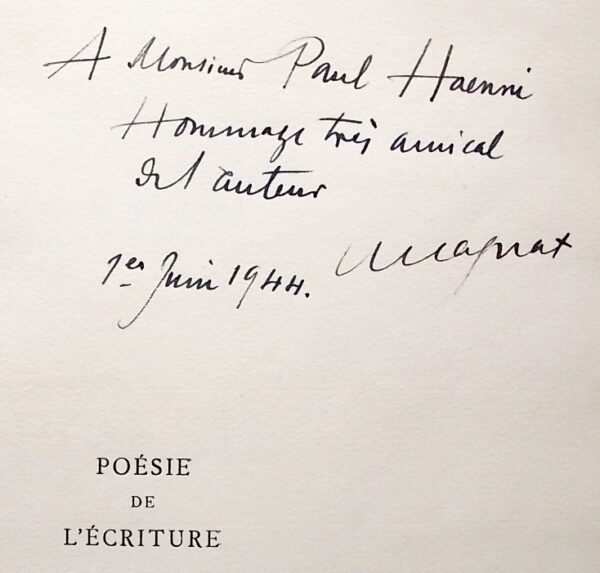 A Monsieur Paul Haenni
Hommage très amical
de l'auteur
1er Juin 1944. Magnat
POÉSIE
DE
L'ÉCRITURE